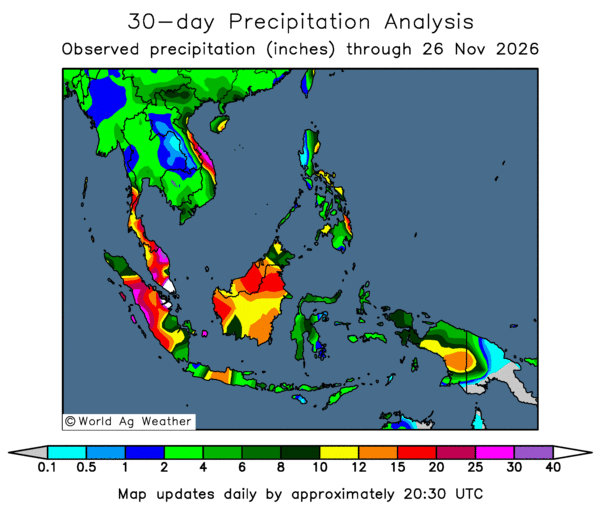 30-day Precipitation Analysis
Observed precipitation (inches) through 26 Nov 2026
©World Ag Weather
0.1 0.5 1 2 4 6 8 10 12 15 20 25 30 40
Map updates daily by approximately 20:30 UTC